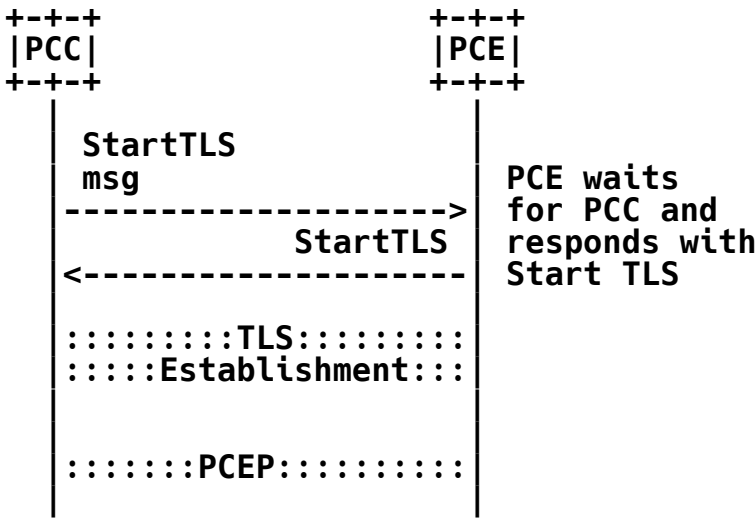 +-+-+                 +-+-+
|PCC|                 |PCE|
+-+-+                 +-+-+
  |                     |
  | StartTLS            |
  | msg                 | PCE waits
  |-------------------->| for PCC and
  |           StartTLS  | responds with
  |<--------------------| Start TLS
  |                     |
  |:::::::::TLS:::::::::|
  |:::::Establishment:::|
  |                     |
  |                     |
  |:::::::PCEP::::::::::|
  |                     |